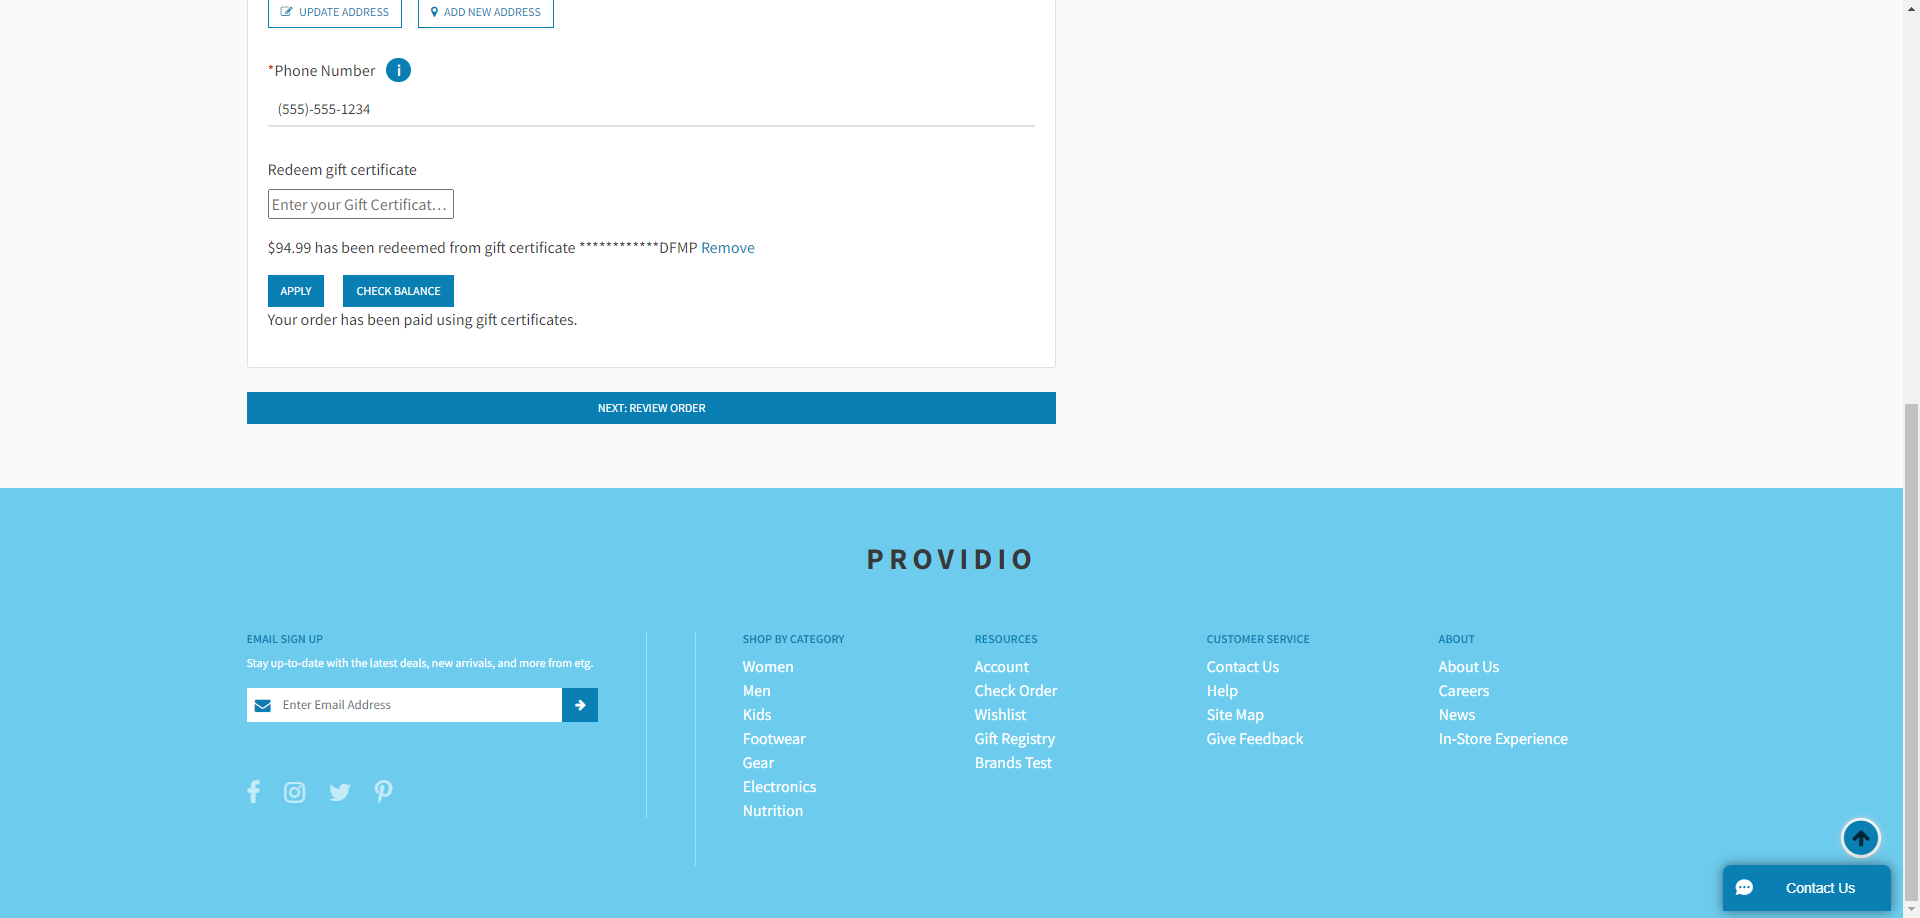 UPDATE ADDRESS
ADD NEW ADDRESS
*Phone Number
(555)-555-1234
Redeem gift certificate
Enter your Gift Certificat...
$94.99 has been redeemed from gift certificate ************DFMP Remove
APPLY
CHECK BALANCE
Your order has been paid using gift certificates.
NEXT: REVIEW ORDER
PROVIDIO
EMAIL SIGN UP
Stay up-to-date with the latest deals, new arrivals, and more from etg.
Enter Email Address
SHOP BY CATEGORY
Women
Men
Kids
Footwear
Gear
Electronics
Nutrition
RESOURCES
Account
Check Order
Wishlist
Gift Registry
Brands Test
CUSTOMER SERVICE
Contact Us
Help
Site Map
Give Feedback
ABOUT
About Us
Careers
News
In-Store Experience
Contact Us